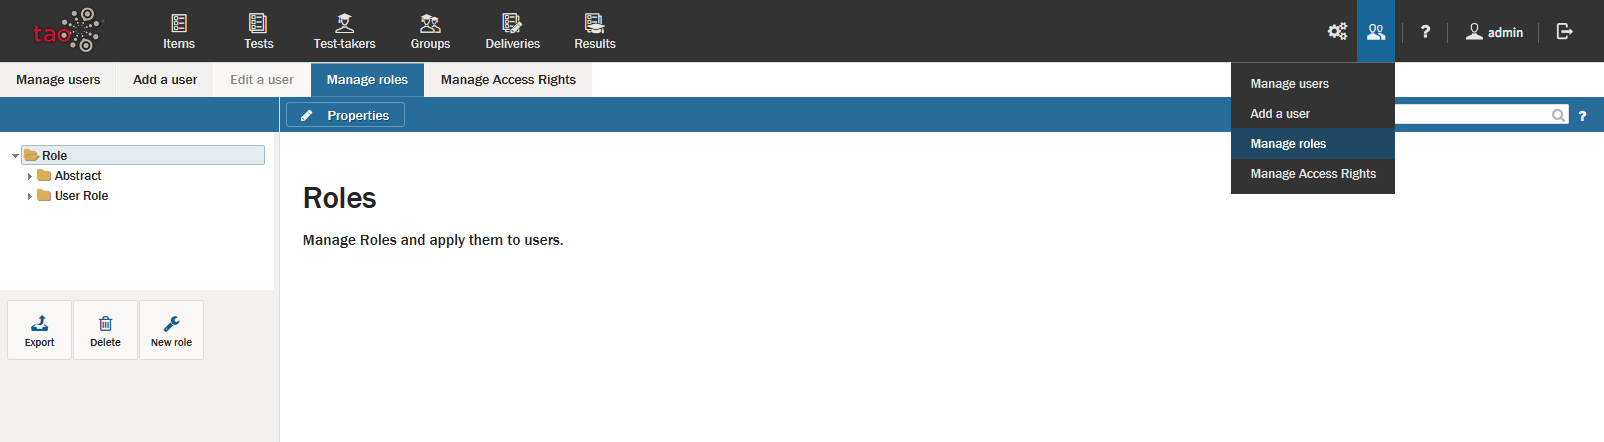 tao
Items
Tests
Test-takers
Groups
Deliveries
Results
?
admin
Manage users
Add a user
Edit a user
Manage roles
Manage Access Rights
Manage users
Add a user
Manage roles
Manage Access Rights
Properties
?
Role
Abstract
User Role
Roles
Manage Roles and apply them to users.
Export
Delete
New role